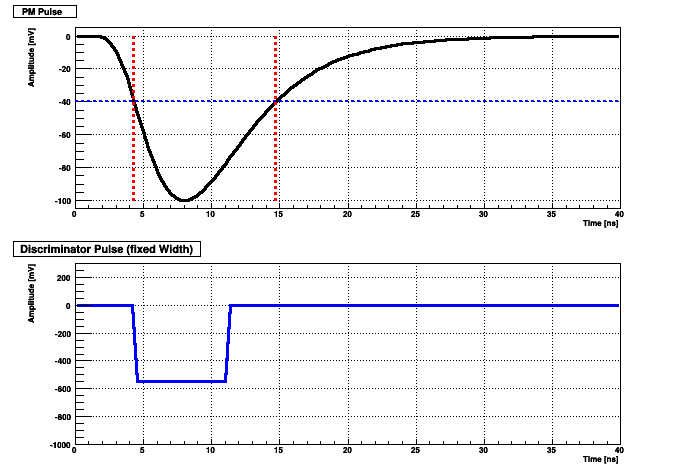 PM Pulse
Amplitude [mV]
0
-20
-40
-60
-80
-100
0 5 10 15 20 25 30 35 40
Time [ns]
Discriminator Pulse (fixed Width)
Amplitude [mV]
200
0
-200
-400
-600
-800
-1000
0 5 10 15 20 25 30 35 40
Time [ns]